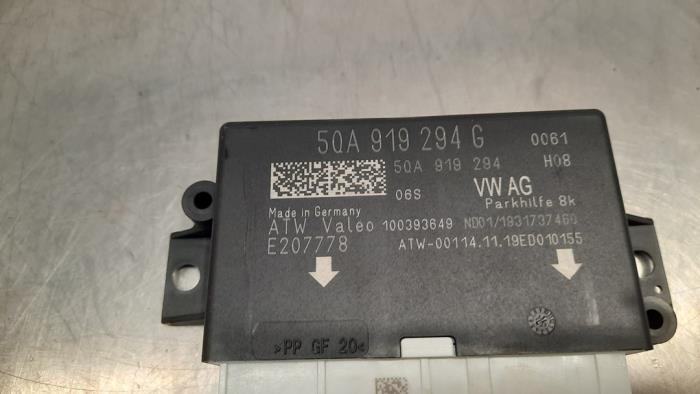 5QA 919 294 G 0061
5QA 919 294 H08
06S VW AG
Parkhilfe 8k
Made in Germany
ATW Valeo 100393649 ND01/1931737460
E207778 ATW-00114.11.19ED010155
>PP GF 20<